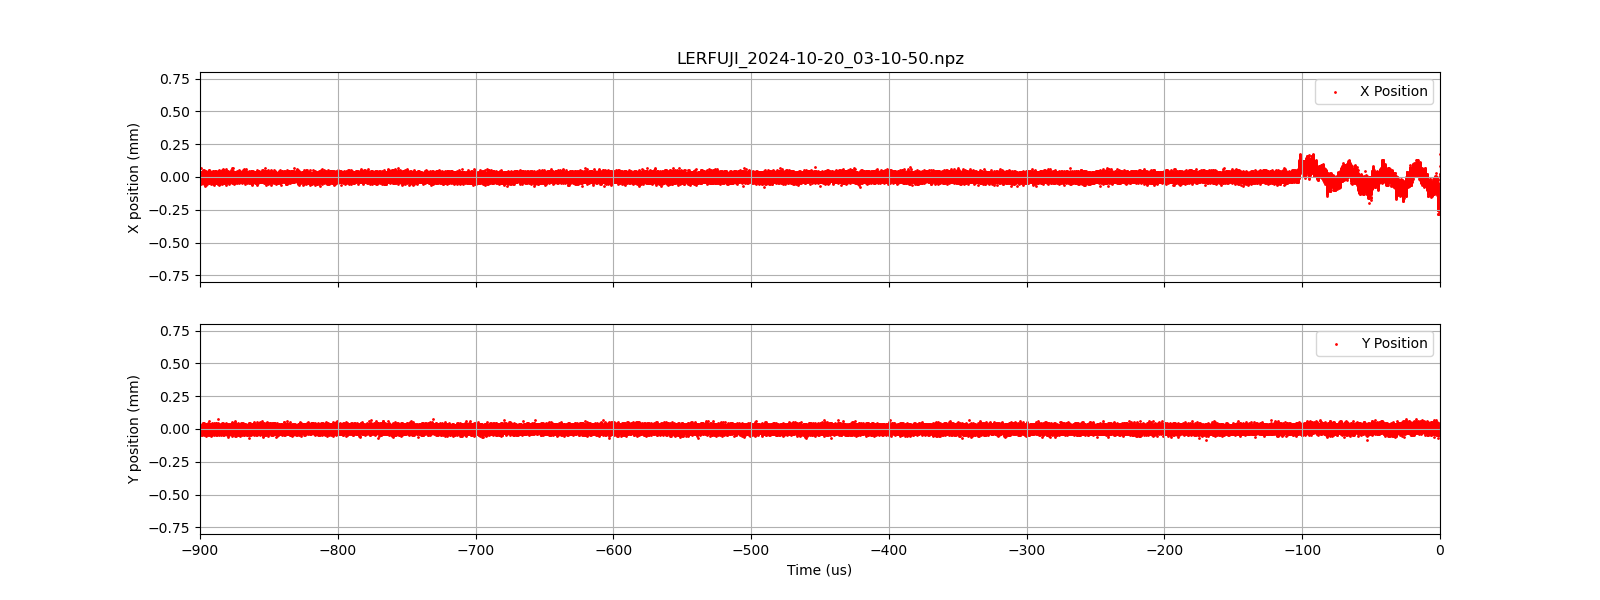 LERFUJI_2024-10-20_03-10-50.npz
X position (mm)
0.75
0.50
0.25
0.00
−0.25
−0.50
−0.75
X Position
Y position (mm)
0.75
0.50
0.25
0.00
−0.25
−0.50
−0.75
Y Position
−900 −800 −700 −600 −500 −400 −300 −200 −100 0
Time (us)